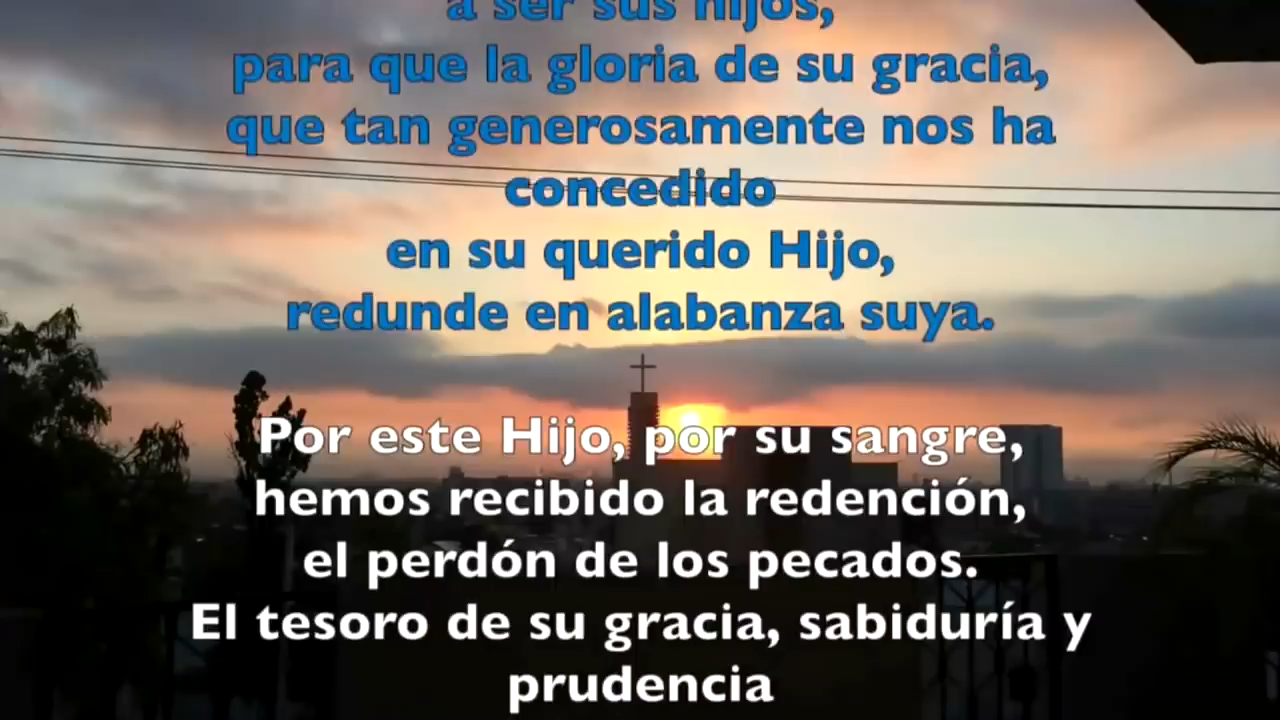 a ser sus hijos,
para que la gloria de su gracia,
que tan generosamente nos ha
concedido
en su querido Hijo,
redunde en alabanza suya.
Por este Hijo, por su sangre,
hemos recibido la redención,
el perdón de los pecados.
El tesoro de su gracia, sabiduría y
prudencia